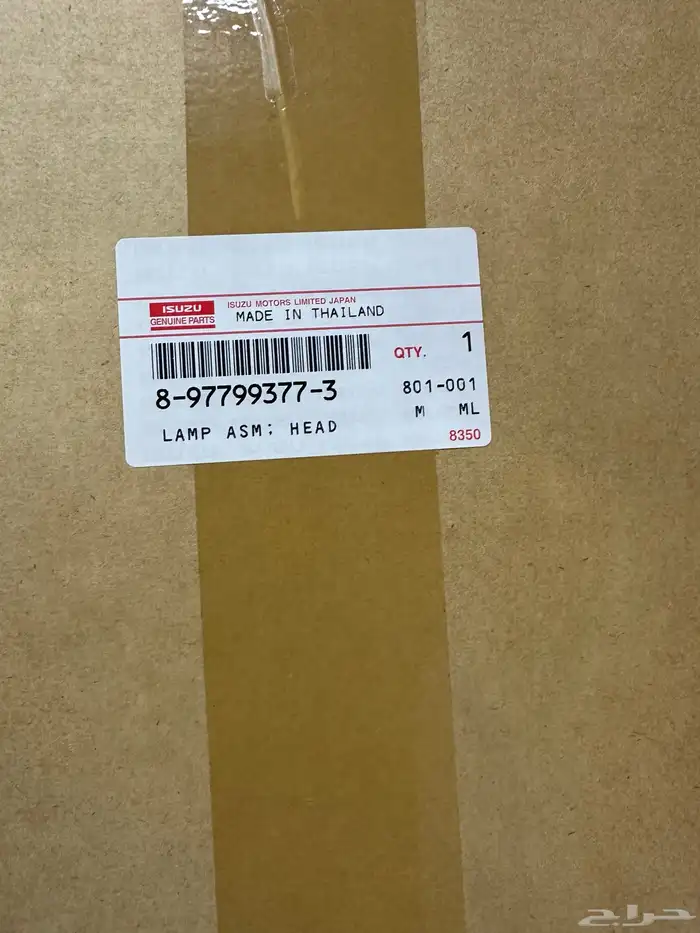 ISUZU
GENUINE PARTS
ISUZU MOTORS LIMITED JAPAN
MADE IN THAILAND
QTY. 1
8-97799377-3
801-001
LAMP ASM; HEAD
M ML
8350
حراج